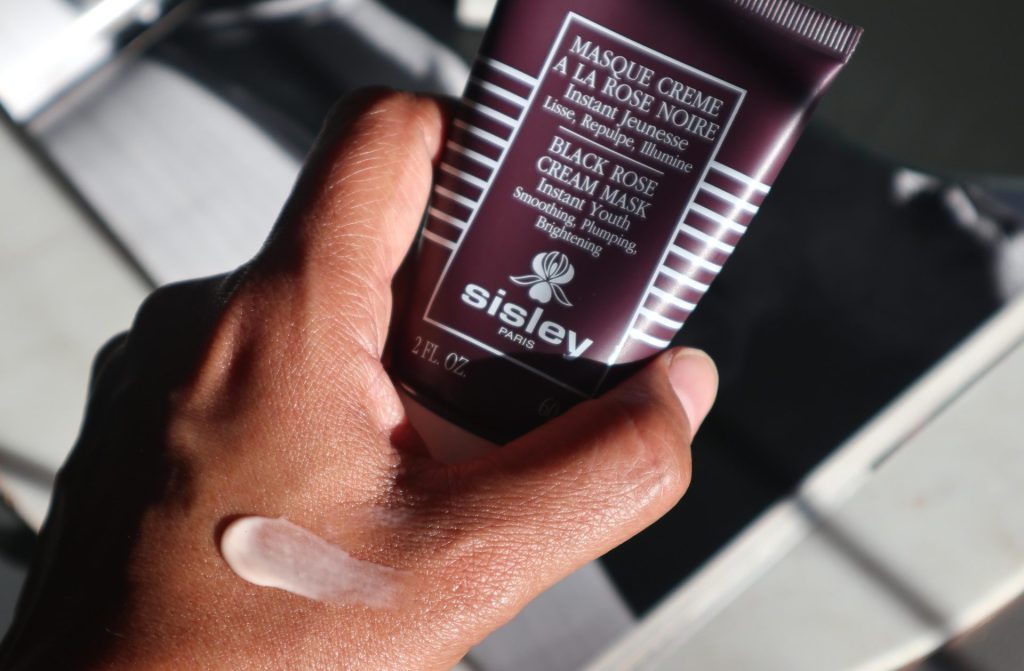 MASQUE CREME
A LA ROSE NOIRE
Instant Jeunesse
Lisse, Repulpe, Illumine
BLACK ROSE
CREAM MASK
Instant Youth
Smoothing, Plumping,
Brightening
sisley
PARIS
2 FL. OZ.
60